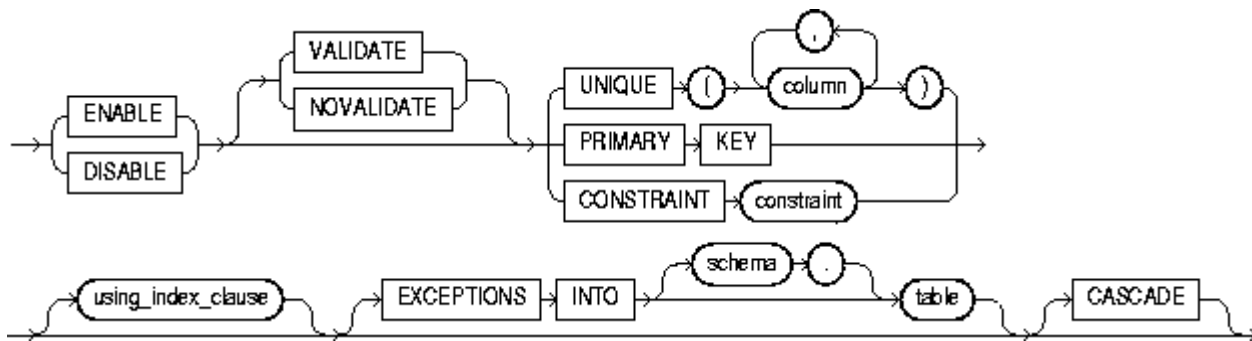 VALIDATE ,
NOVALIDATE UNIQUE ( column )
ENABLE
DISABLE PRIMARY KEY
CONSTRAINT constraint
schema .
using_index_clause EXCEPTIONS INTO table CASCADE